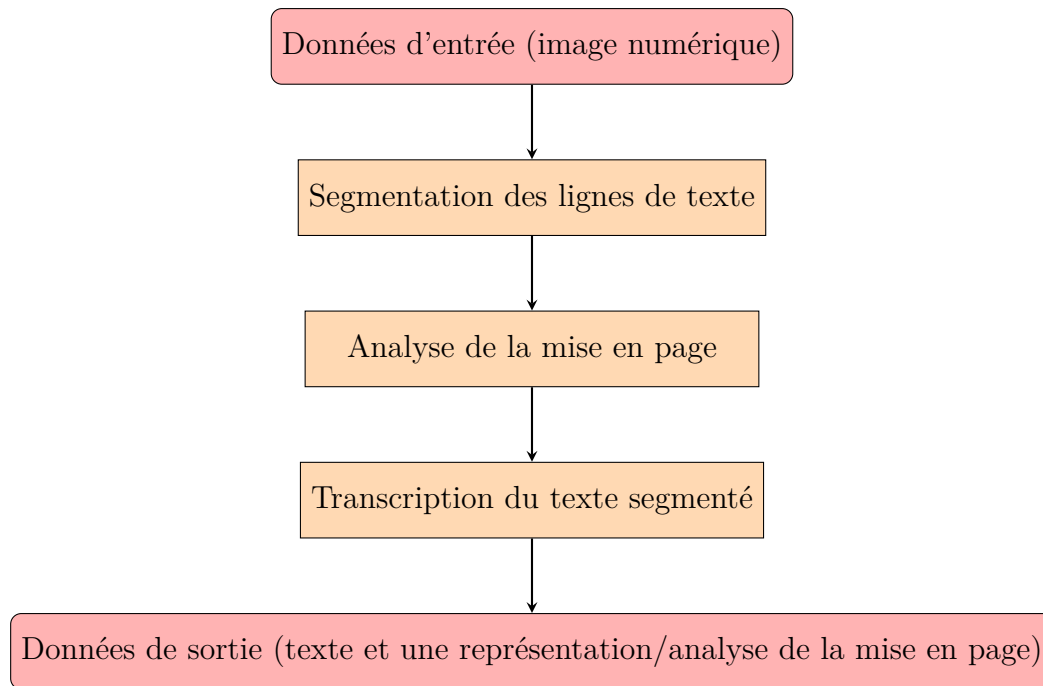 Données d'entrée (image numérique)
Segmentation des lignes de texte
Analyse de la mise en page
Transcription du texte segmenté
Données de sortie (texte et une représentation/analyse de la mise en page)